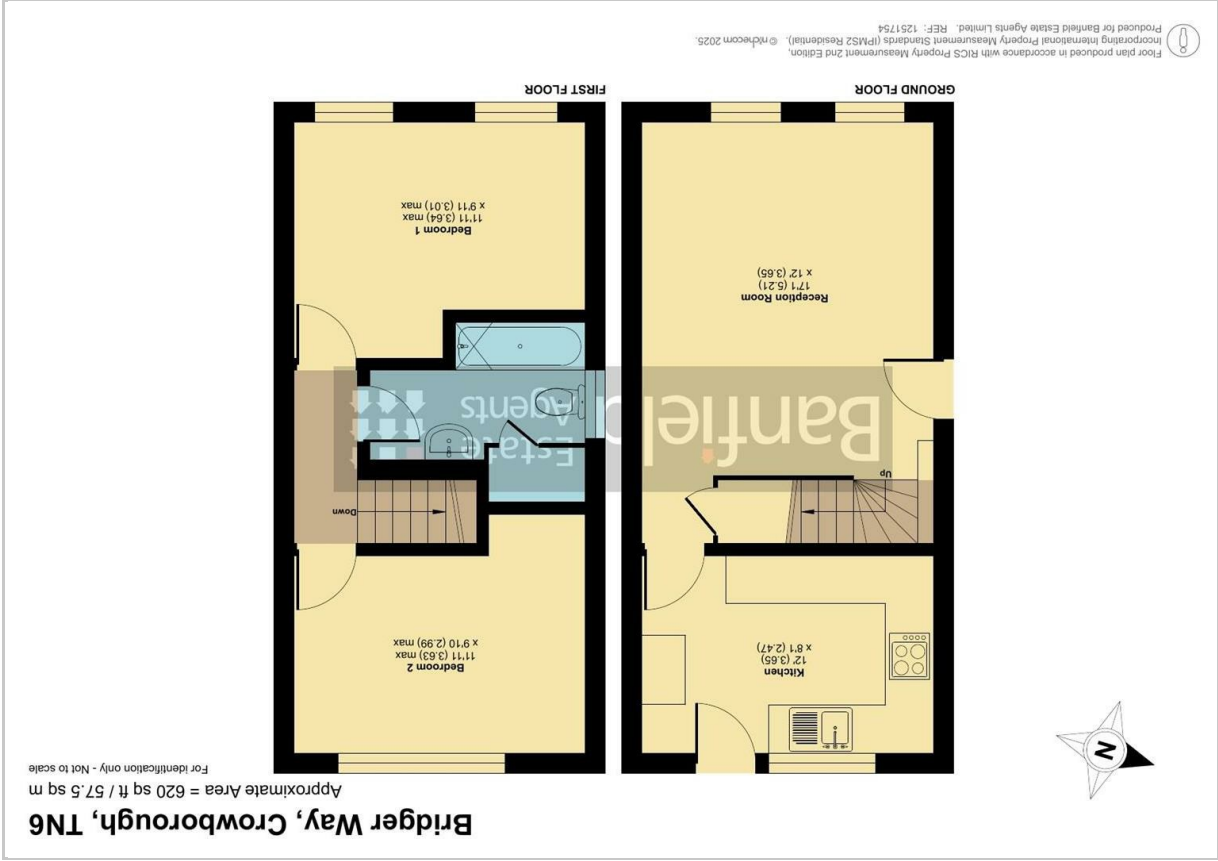 Bridger Way, Crowborough, TN6
Approximate Area = 620 sq ft / 57.5 sq m
For identification only - Not to scale
N
Kitchen
12' (3.65)
x 8'1 (2.47)
Up
Reception Room
17'1 (5.21)
x 12' (3.65)
GROUND FLOOR
Bedroom 2
11'11 (3.63) max
x 9'10 (2.99) max
Down
Bedroom 1
11'11 (3.64) max
x 9'11 (3.01) max
FIRST FLOOR
Banfield
Estate
Agents
Floor plan produced in accordance with RICS Property Measurement 2nd Edition,
Incorporating International Property Measurement Standards (IPMS2 Residential). © nichecom 2025.
Produced for Banfield Estate Agents Limited. REF: 1251754